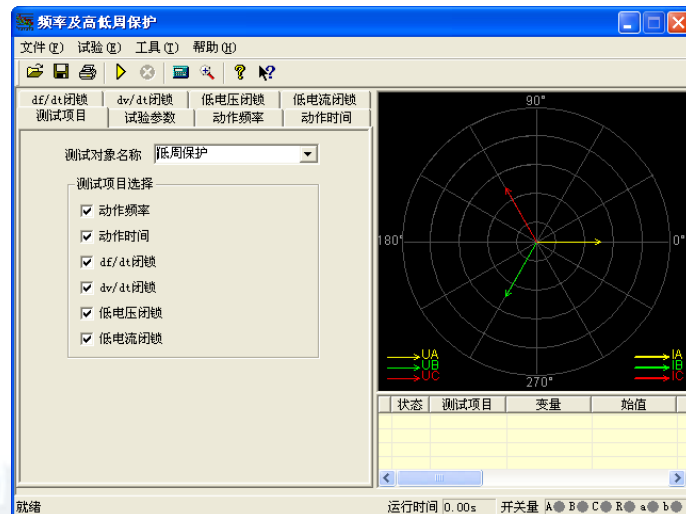 频率及高低周保护
文件(F) 试验(E) 工具(T) 帮助(H)
df/dt闭锁 dv/dt闭锁 低电压闭锁 低电流闭锁
测试项目 试验参数 动作频率 动作时间
测试对象名称 低周保护
测试项目选择
动作频率
动作时间
df/dt闭锁
dv/dt闭锁
低电压闭锁
低电流闭锁
90°
180° 0°
UA IA
UB IB
UC IC
270°
状态 测试项目 变量 始值
就绪 运行时间 0.00s 开关量 A B C R a b